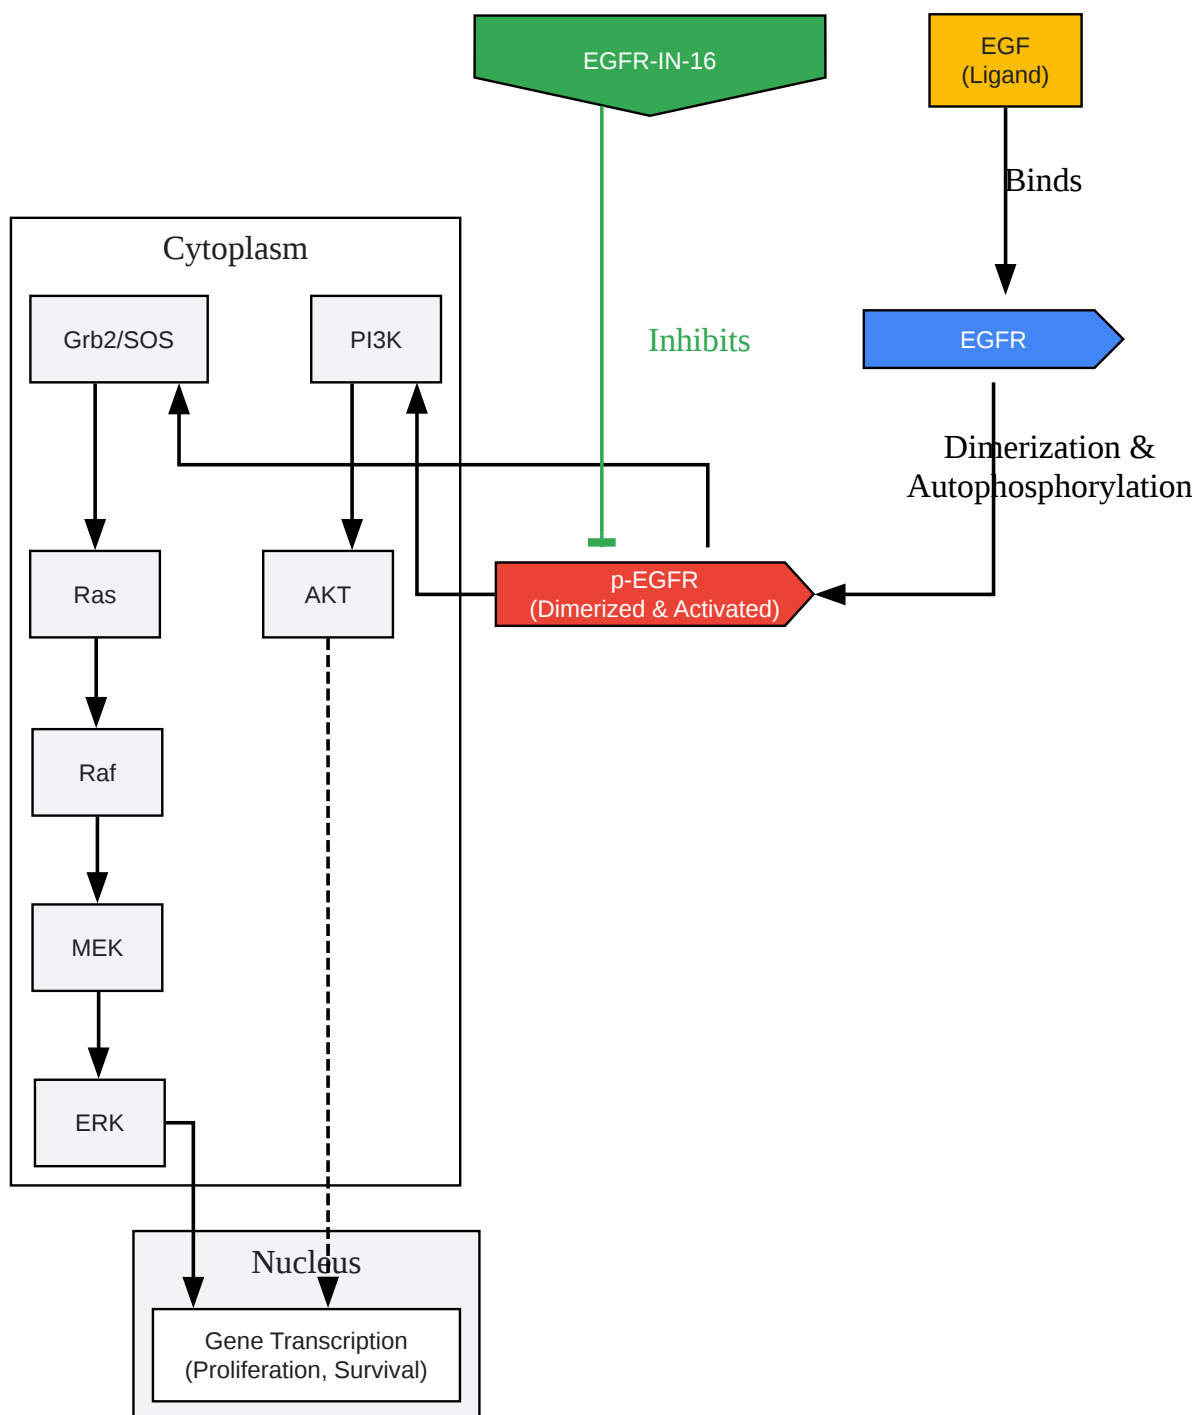 EGFR-IN-16
EGF
(Ligand)
Binds
Cytoplasm
Grb2/SOS
PI3K
Inhibits
EGFR
Dimerization &
Autophosphorylation
Ras
AKT
p-EGFR
(Dimerized & Activated)
Raf
MEK
ERK
Nucleus
Gene Transcription
(Proliferation, Survival)